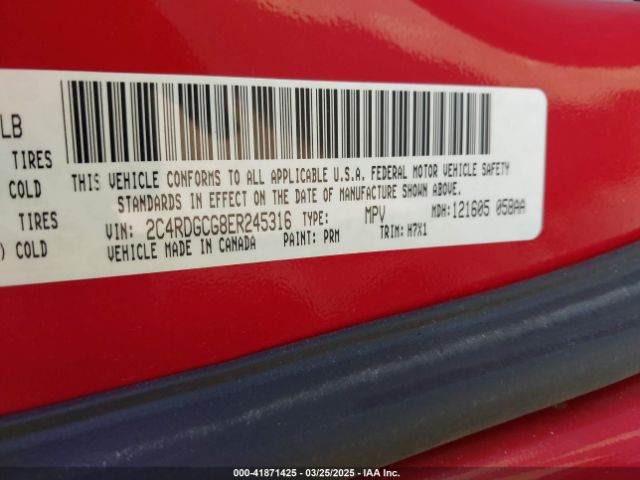 LB
TIRES
COLD
TIRES
) COLD
THIS VEHICLE CONFORMS TO ALL APPLICABLE U.S.A. FEDERAL MOTOR VEHICLE SAFETY
STANDARDS IN EFFECT ON THE DATE OF MANUFACTURE SHOWN ABOVE.
VIN: 2C4RDGCG8ER245316 TYPE: MPV MDH:121605 058AA
VEHICLE MADE IN CANADA PAINT: PRM TRIM: H7X1
000-41871425 | 03/25/2025 - IAA Inc.